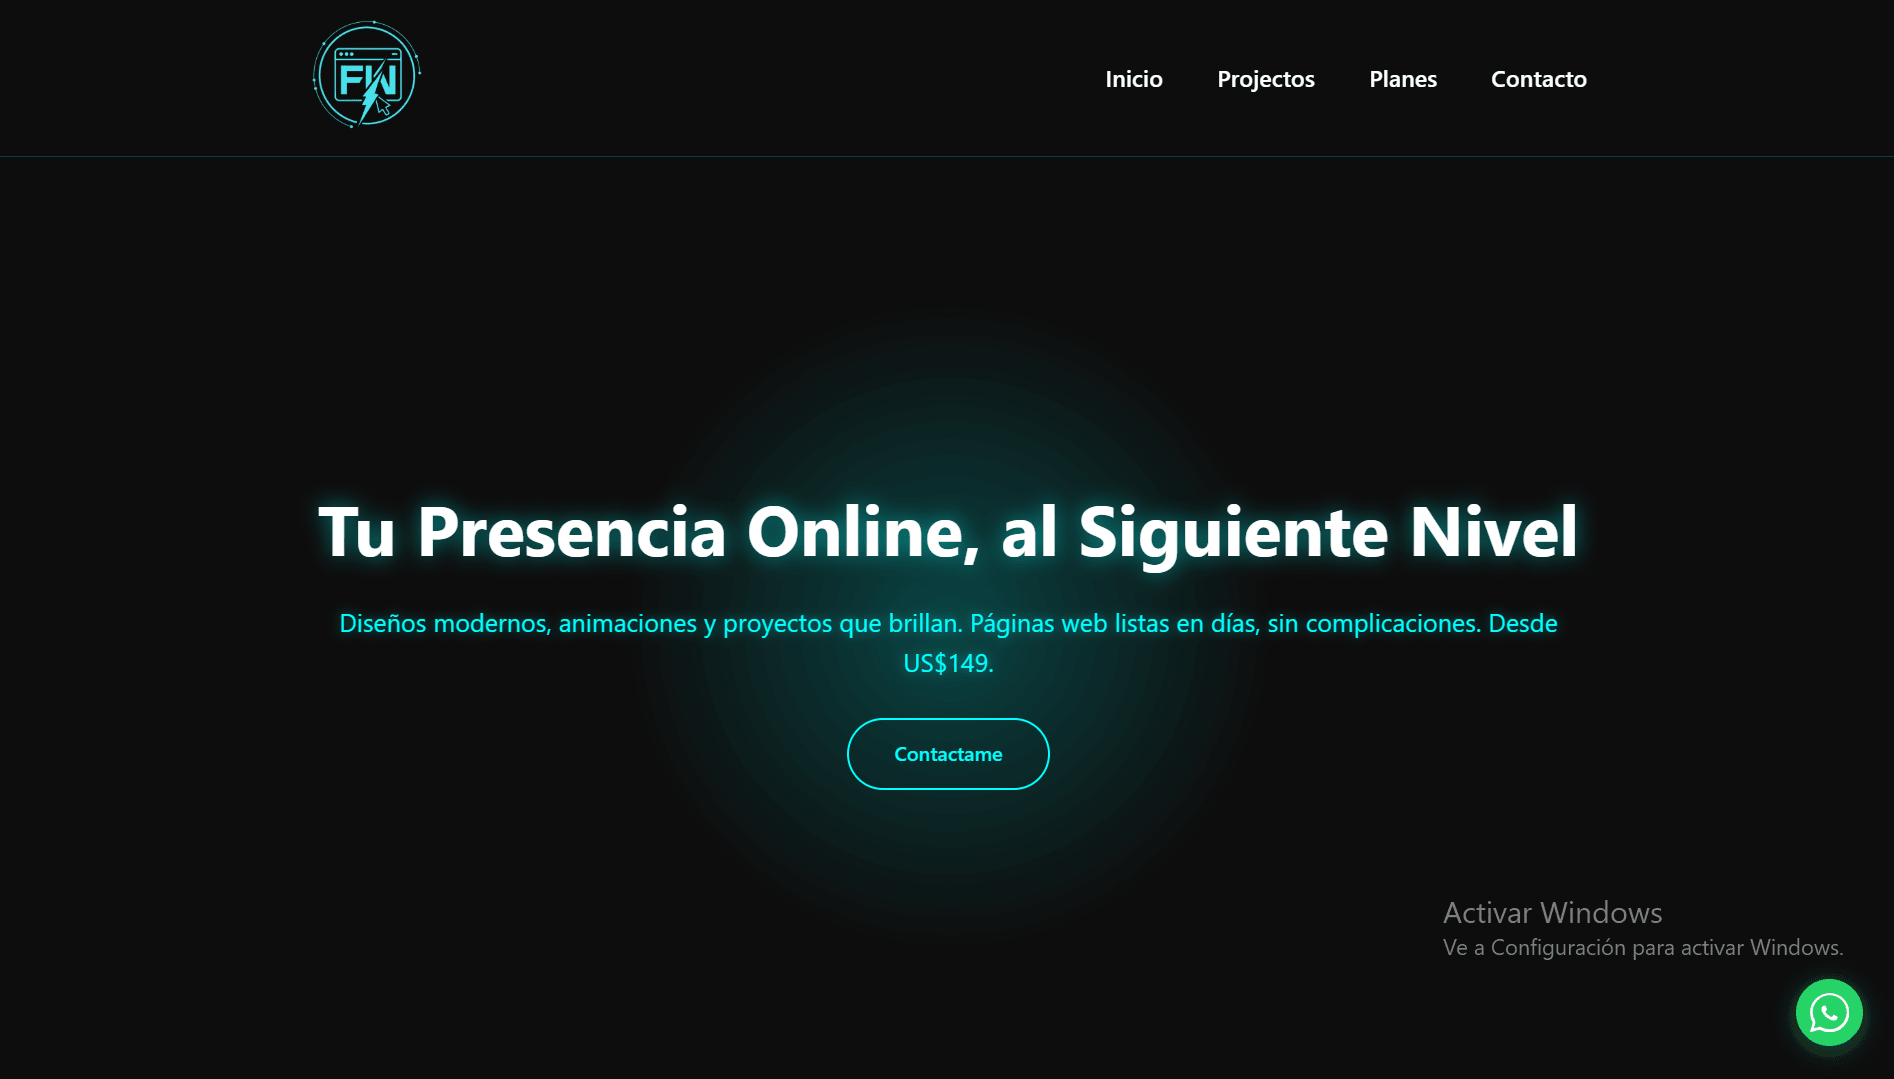 FW
Inicio Projectos Planes Contacto
Tu Presencia Online, al Siguiente Nivel
Diseños modernos, animaciones y proyectos que brillan. Páginas web listas en días, sin complicaciones. Desde
US$149.
Contactame
Activar Windows
Ve a Configuración para activar Windows.